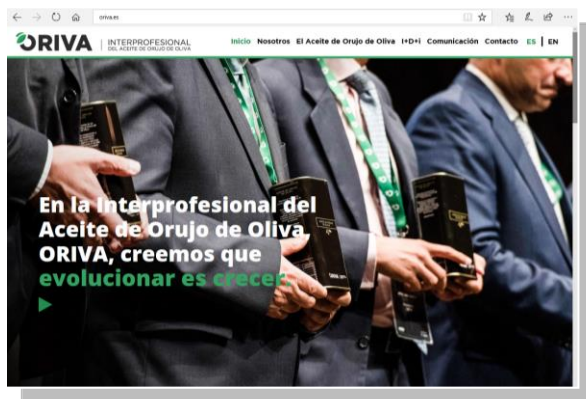 oriva.es
ORIVA
INTERPROFESIONAL
DEL ACEITE DE ORUJO DE OLIVA
Inicio Nosotros El Aceite de Orujo de Oliva I+D+i Comunicación Contacto ES | EN
En la Interprofesional del
Aceite de Orujo de Oliva,
ORIVA, creemos que
evolucionar es crecer.